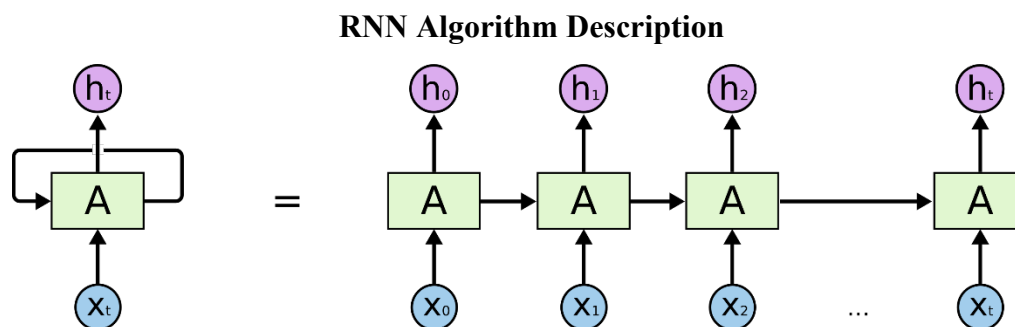 RNN Algorithm Description
hₜ h₀ h₁ h₂ hₜ
A = A A A A
xₜ x₀ x₁ x₂ ... xₜ